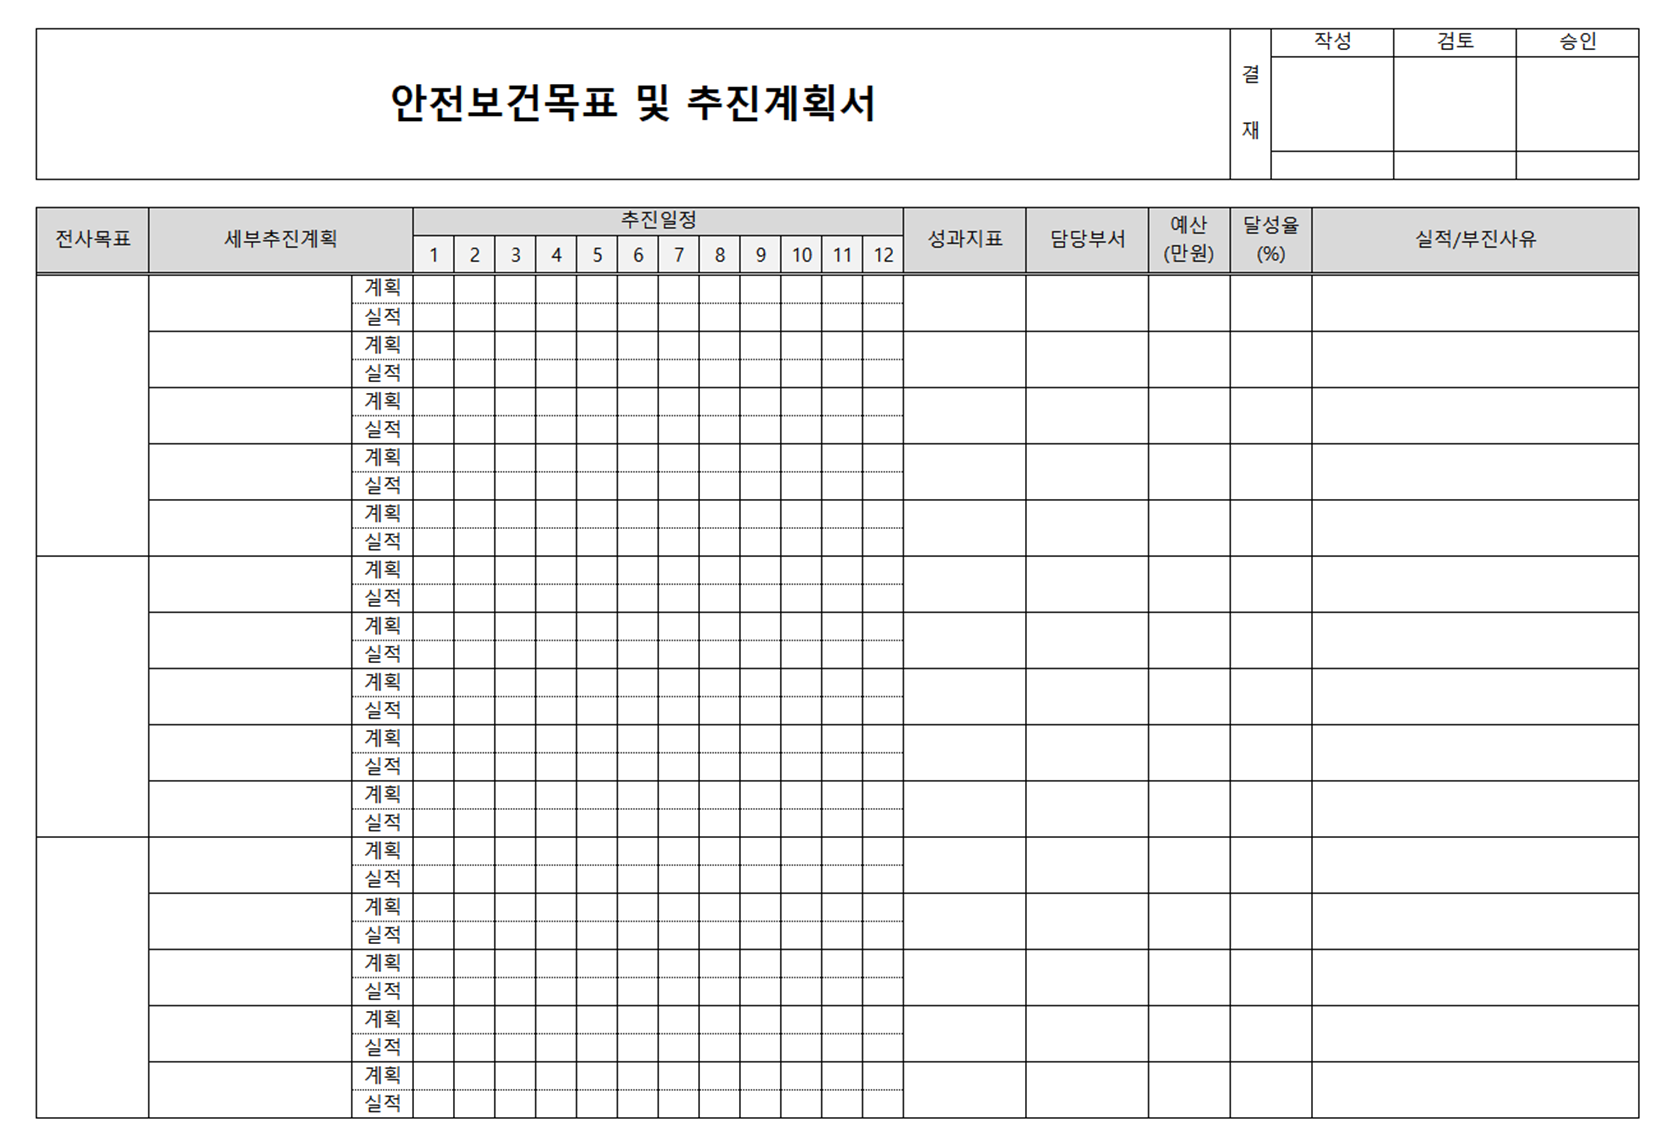 안전보건목표 및 추진계획서
결
재
작성 검토 승인
전사목표 세부추진계획 추진일정 성과지표 담당부서 예산 (만원) 달성율 (%) 실적/부진사유
1 2 3 4 5 6 7 8 9 10 11 12
계획
실적
계획
실적
계획
실적
계획
실적
계획
실적
계획
실적
계획
실적
계획
실적
계획
실적
계획
실적
계획
실적
계획
실적
계획
실적
계획
실적
계획
실적